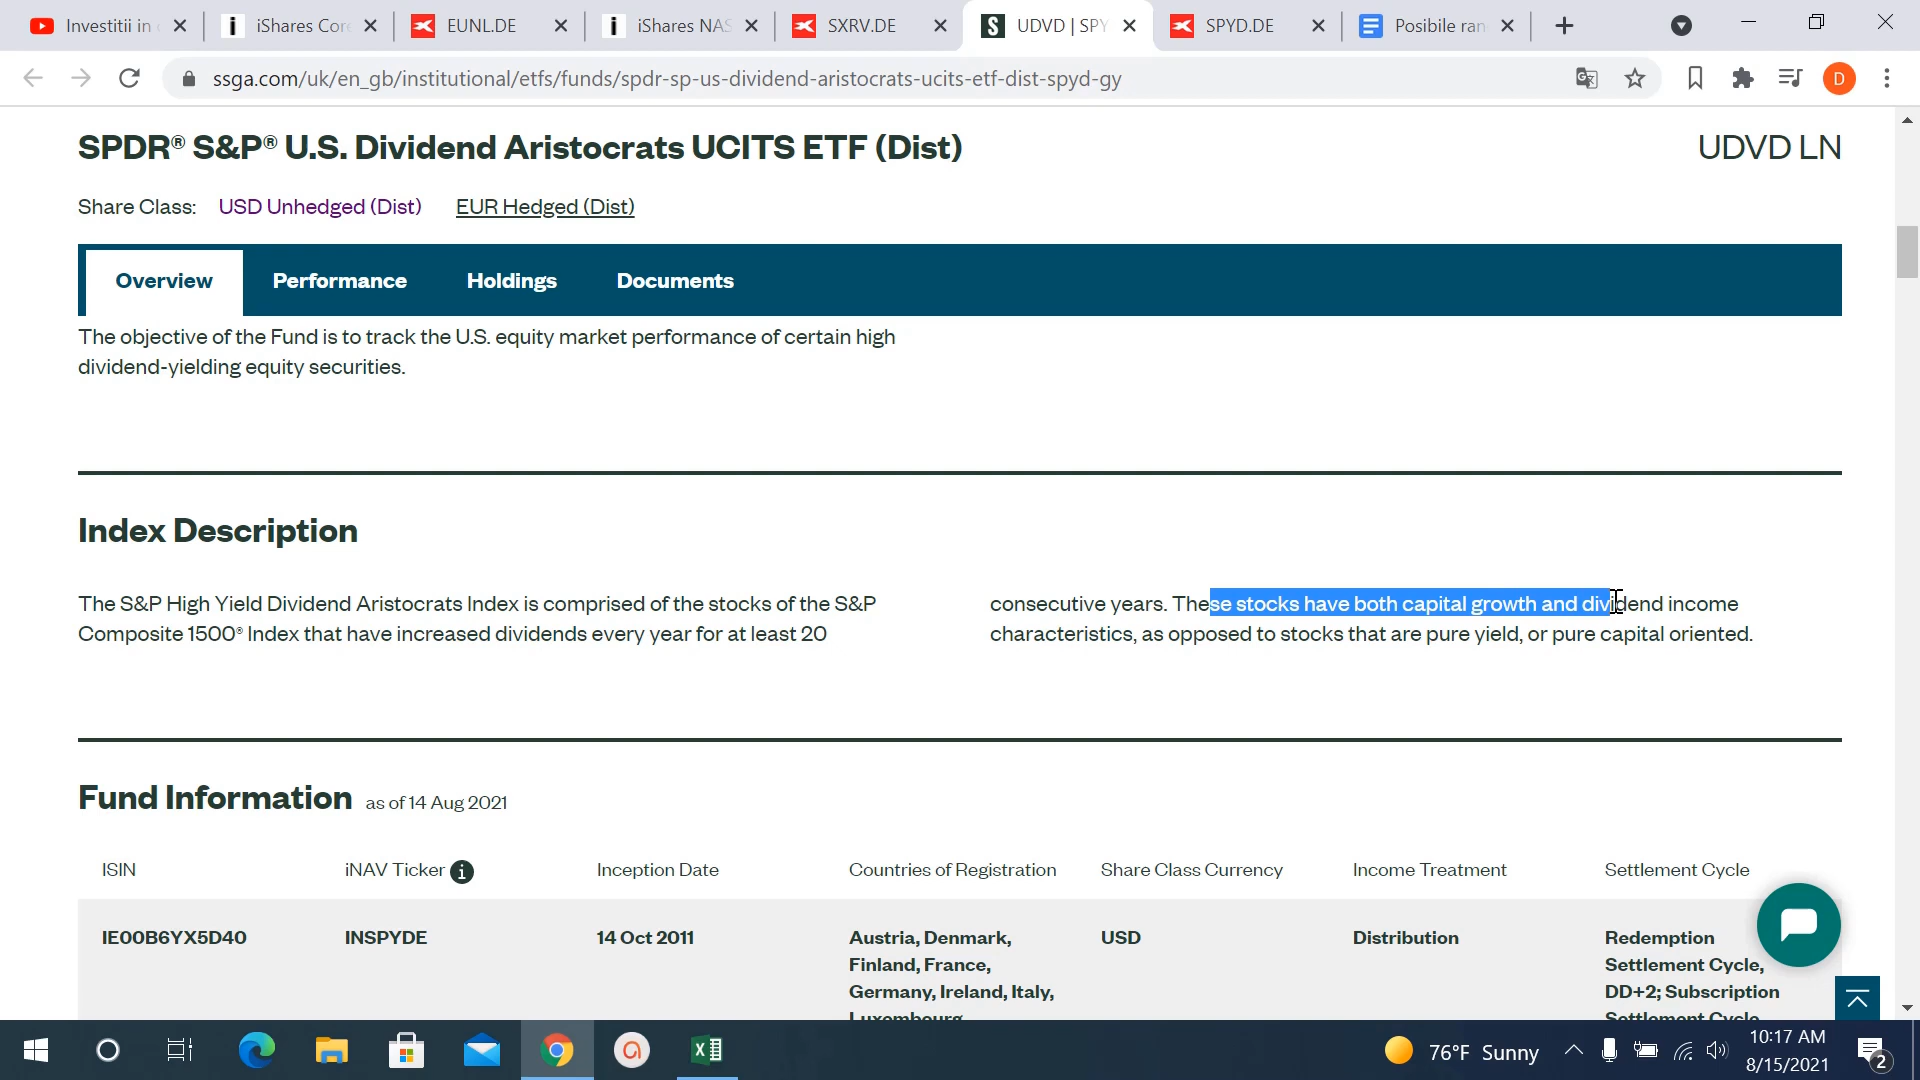 Investitii in
iShares Core
EUNL.DE
iShares NAS
SXRV.DE
UDVD | SPY
SPYD.DE
Posibile ran
ssga.com/uk/en_gb/institutional/etfs/funds/spdr-sp-us-dividend-aristocrats-ucits-etf-dist-spyd-gy
D
SPDR® S&P® U.S. Dividend Aristocrats UCITS ETF (Dist)
UDVD LN
Share Class: USD Unhedged (Dist) EUR Hedged (Dist)
Overview Performance Holdings Documents
The objective of the Fund is to track the U.S. equity market performance of certain high
dividend-yielding equity securities.
Index Description
The S&P High Yield Dividend Aristocrats Index is comprised of the stocks of the S&P
Composite 1500® Index that have increased dividends every year for at least 20
consecutive years. These stocks have both capital growth and dividend income
characteristics, as opposed to stocks that are pure yield, or pure capital oriented.
Fund Information as of 14 Aug 2021
ISIN
iNAV Ticker
Inception Date
Countries of Registration
Share Class Currency
Income Treatment
Settlement Cycle
IE00B6YX5D40
INSPYDE
14 Oct 2011
Austria, Denmark,
Finland, France,
Germany, Ireland, Italy,
Luxembourg,
USD
Distribution
Redemption
Settlement Cycle,
DD+2; Subscription
Settlement Cycle
76°F Sunny
10:17 AM
8/15/2021
2